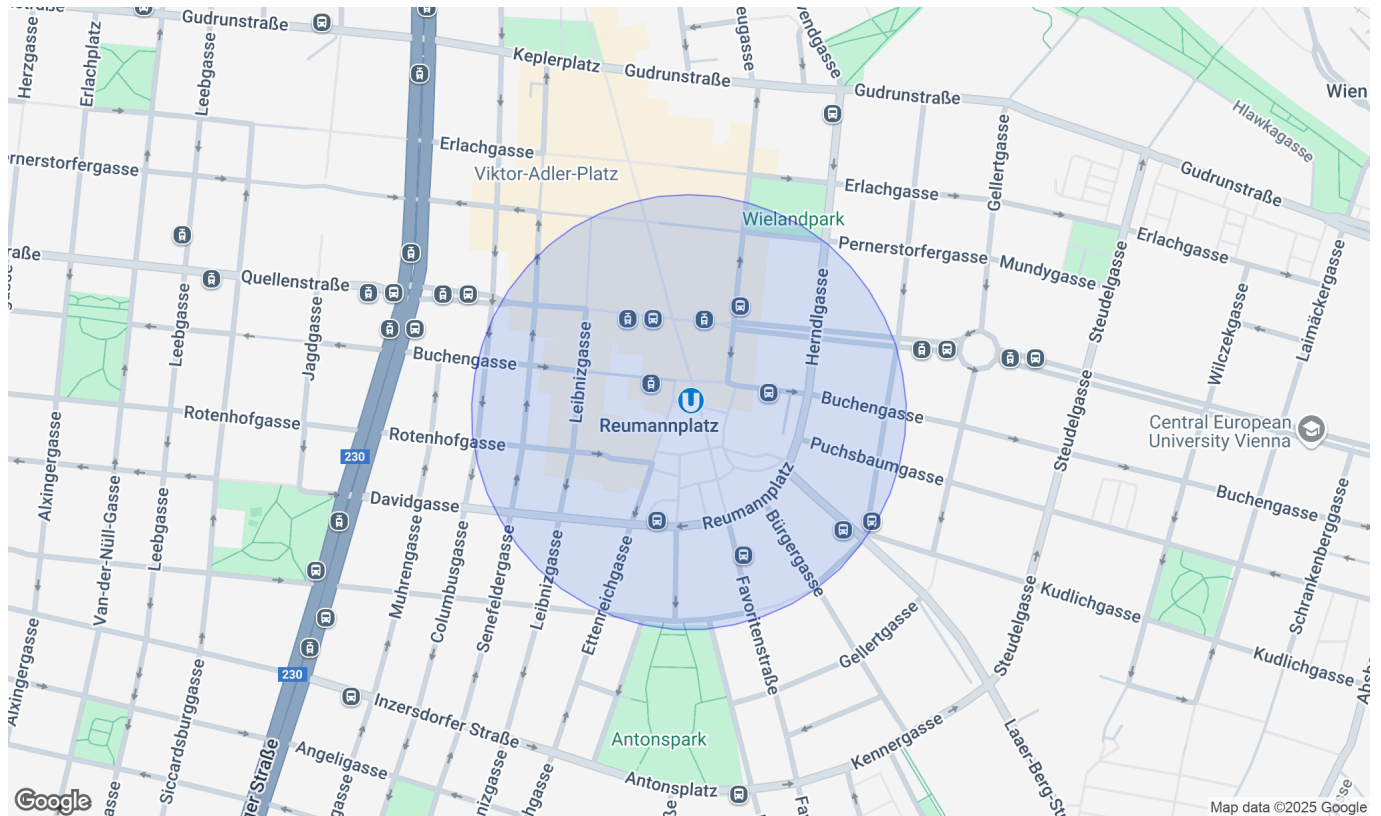 Gudrunstraße
Herzgasse
Erlachplatz
Leebgasse
Keplerplatz
Gudrunstraße
Gudrunstraße
Wien
Hlawkagasse
Erlachgasse
Viktor-Adler-Platz
Pernerstorfergasse
Erlachgasse
Gellertgasse
Gudrunstraße
Wielandpark
Pernerstorfergasse
Mundygasse
Erlachgasse
Quellenstraße
Leebgasse
Jagdgasse
Buchengasse
Leibnizgasse
Herndlgasse
Steudelgasse
Wilczekgasse
Laimäckergasse
Rotenhofgasse
Rotenhofgasse
U
Reumannplatz
Buchengasse
Puchsbaumgasse
Central European
University Vienna
230
Alxingergasse
Van-der-Nüll-Gasse
Leebgasse
Davidgasse
Reumannplatz
Bürgergasse
Steudelgasse
Buchengasse
Schrankenberggasse
Muhrengasse
Columbusgasse
Senefeldergasse
Leibnizgasse
Ettenreichgasse
Favoritenstraße
Kudlichgasse
Gellertgasse
Steudelgasse
Kudlichgasse
230
Alxingergasse
Siccardsburggasse
Inzersdorfer Straße
Antonspark
Angeligasse
Kennergasse
Antonsplatz
Google
Map data ©2025 Google